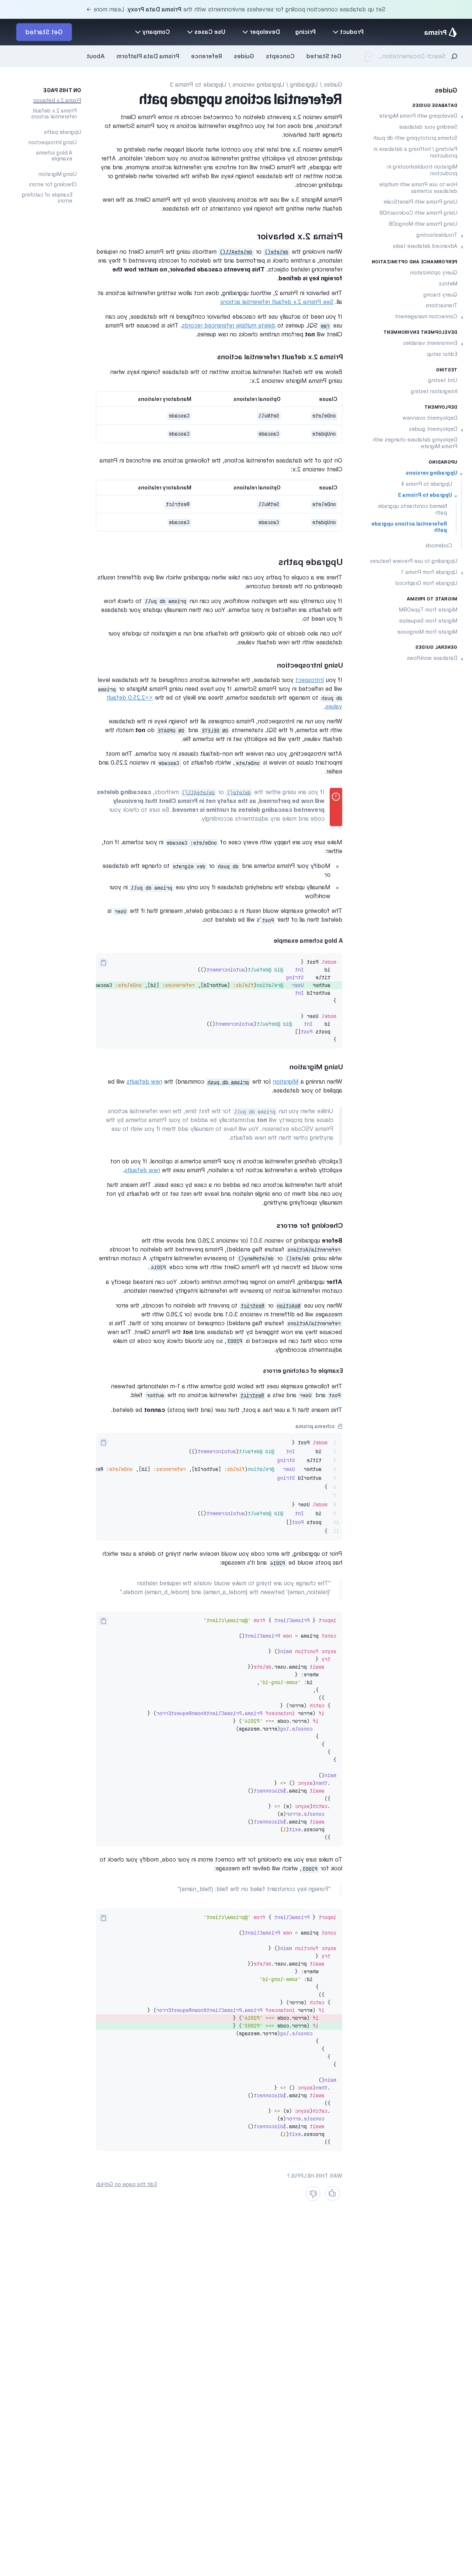 Set up database connection pooling for serverless environments with the Prisma Data Proxy. Learn more →
Prisma
Product
Pricing
Developer
Use Cases
Company
Get Started
Search Documentation...
Get Started
Concepts
Guides
Reference
Prisma Data Platform
About
Guides
DATABASE GUIDES
Developing with Prisma Migrate
Seeding your database
Schema prototyping with db push
Patching / hotfixing a database in
production
Migration troubleshooting in
production
How to use Prisma with multiple
database schemas
Using Prisma with PlanetScale
Using Prisma with CockroachDB
Using Prisma with MongoDB
Troubleshooting
Advanced database tasks
PERFORMANCE AND OPTIMIZATION
Query optimization
Metrics
Query tracing
Transactions
Connection management
DEVELOPMENT ENVIRONMENT
Environment variables
Editor setup
TESTING
Unit testing
Integration testing
DEPLOYMENT
Deployment overview
Deployment guides
Deploying database changes with
Prisma Migrate
UPGRADING
Upgrading versions
Upgrade to Prisma 4
Upgrade to Prisma 3
Named constraints upgrade
path
Referential actions upgrade
path
Codemods
Upgrading to use Preview features
Upgrade from Prisma 1
Upgrade from Graphcool
MIGRATE TO PRISMA
Migrate from TypeORM
Migrate from Sequelize
Migrate from Mongoose
GENERAL GUIDES
Database workflows
Guides / Upgrading / Upgrading versions / Upgrade to Prisma 3
Referential actions upgrade path
Prisma version 2.x prevents deletion of connected records in some Prisma Client
functions, and does not let you configure referential actions in your Prisma Schema to
change that behavior.
Prisma version 3.x and later lets you control what should happen when deleting or
updating records by explicitly setting referential actions on the models' relations. After
the upgrade, Prisma Client will not enforce any referential actions anymore, and any
action performed against the database will apply cascading deletes based on the
foreign keys. If you previously relied on our runtime checks, this can result in
undesired records.
Prisma Migrate in version 3.x will use the new defaults unless they are configured as
explained in our documentation about referential actions to your database.
Prisma 2.x behavior
When invoking the delete() or deleteAll() methods using Prisma Client on required
relations, a runtime check is performed and the deletion of records prevented if they are
referencing related objects. This prevents cascade behavior, no matter how the
foreign key is defined.
The behavior in Prisma 2, without upgrading, does not allow setting referential actions at
all. See Prisma 2.x default referential actions
If you need to actually use the cascade behavior configured in the database, you can
use raw SQL queries to delete multiple referenced records. This is because Prisma
Client will not perform runtime checks on raw queries.
Prisma 2.x default referential actions
Below are the referential actions written to the database foreign keys when
using Prisma Migrate versions 2.x:
Clause
Optional relations
Mandatory relations
onDelete
SetNull
Cascade
onUpdate
Cascade
Cascade
On top of the database referential actions, the following actions are enforced in Prisma
Client versions 2.x:
Clause
Optional relations
Mandatory relations
onDelete
SetNull
Restrict
onUpdate
Cascade
Cascade
Upgrade paths
There are a couple of paths you can take when upgrading which will give different results
depending on the desired outcome.
If you currently use the migration workflow, you can run prisma db pull to check how
the defaults are reflected in your schema. You can then manually update your database
if you need to.
You can also decide to skip checking the defaults and run a migration to update your
database with the new default values.
Using Introspection
If you Introspect your database, the referential actions configured at the database level
will be reflected in your Prisma Schema. If you have been using Prisma Migrate or prisma
db push to manage the database schema, these are likely to be the <=2.25.0 default
values.
When you run an Introspection, Prisma compares all the foreign keys in the database
with the schema, if the SQL statements ON DELETE and ON UPDATE do not match the
default values, they will be explicitly set in the schema file.
After introspecting, you can review the non-default clauses in your schema. The most
important clause to review is onDelete, which defaults to Cascade in version 2.25.0 and
earlier.
If you are using either the delete() or deleteAll() methods, cascading deletes
will now be performed, as the safety net in Prisma Client that previously
prevented cascading deletes at runtime is removed. Be sure to check your
code and make any adjustments accordingly.
Make sure you are happy with every case of onDelete: Cascade in your schema. If not,
either:
Modify your Prisma schema and db push or dev migrate to change the database
or
Manually update the underlying database if you only use prisma db pull in your
workflow
The following example would result in a cascading delete, meaning that if the User is
deleted then all of their Post's will be deleted too.
A blog schema example
model Post {
id Int @id @default(autoincrement())
title String
author User @relation(fields: [authorId], references: [id], onDelete: Cascade)
authorId Int
}
model User {
id Int @id @default(autoincrement())
posts Post[]
}
Using Migration
When running a Migration (or the prisma db push command) the new defaults will be
applied to your database.
Unlike when you run prisma db pull for the first time, the new referential actions
clause and property will not automatically be added to your prisma schema by the
Prisma VSCode extension. You will have to manually add them if you wish to use
anything other than the new defaults.
Explicitly defining referential actions in your Prisma schema is optional. If you do not
explicitly define a referential action for a relation, Prisma uses the new defaults.
Note that referential actions can be added on a case by case basis. This means that
you can add them to one single relation and leave the rest set to the defaults by not
manually specifying anything.
Checking for errors
Before upgrading to version 3.0.1 (or versions 2.26.0 and above with the
referentialActions feature flag enabled), Prisma prevented the deletion of records
while using delete() or deleteMany() to preserve referential integrity. A custom runtime
error would be thrown by the Prisma Client with the error code P2014.
After upgrading, Prisma no longer performs runtime checks. You can instead specify a
custom referential action to preserve the referential integrity between relations.
When you use NoAction or Restrict to prevent the deletion of records, the error
messages will be different in versions 3.0.1 and above (or 2.26.0 with the
referentialActions feature flag enabled) compared to versions prior to that. This is
because they are now triggered by the database and not the Prisma Client. The new
error code that can be expected is P2003, so you should check your code to make
adjustments accordingly.
Example of catching errors
The following example uses the below blog schema with a 1-m relationship between
Post and User and sets a Restrict referential action on the author field.
This means that if a user has a post, that user (and their posts) cannot be deleted.
schema.prisma
1 model Post {
2 id Int @id @default(autoincrement())
3 title String
4 author User @relation(fields: [authorId], references: [id], onDelete: Res
5 authorId String
6 }
7
8 model User {
9 id Int @id @default(autoincrement())
10 posts Post[]
11 }
Prior to upgrading, the error code you would receive when trying to delete a user which
has posts would be P2014 and it's message:
"The change you are trying to make would violate the required relation
'{relation_name}' between the {model_a_name} and {model_b_name} models."
import { PrismaClient } from '@prisma/client'
const prisma = new PrismaClient()
async function main() {
try {
await prisma.user.delete({
where: {
id: 'some-long-id',
},
})
} catch (error) {
if (error instanceof Prisma.PrismaClientKnownRequestError) {
if (error.code === 'P2014') {
console.log(error.message)
}
}
}
}
main()
.then(async () => {
await prisma.$disconnect()
})
.catch(async (e) => {
console.error(e)
await prisma.$disconnect()
process.exit(1)
})
To make sure you are checking for the correct errors in your code, modify your check to
look for P2003, which will deliver the message:
"Foreign key constraint failed on the field: {field_name}"
import { PrismaClient } from '@prisma/client'
const prisma = new PrismaClient()
async function main() {
try {
await prisma.user.delete({
where: {
id: 'some-long-id'
}
})
} catch (error) {
if (error instanceof Prisma.PrismaClientKnownRequestError) {
if (error.code === 'P2014') {
if (error.code === 'P2003') {
console.log(error.message)
}
}
}
}
main()
.then(async () => {
await prisma.$disconnect()
})
.catch(async (e) => {
console.error(e)
await prisma.$disconnect()
process.exit(1)
})
WAS THIS HELPFUL?
Edit this page on GitHub
ON THIS PAGE
Prisma 2.x behavior
Prisma 2.x default
referential actions
Upgrade paths
Using Introspection
A blog schema
example
Using Migration
Checking for errors
Example of catching
errors